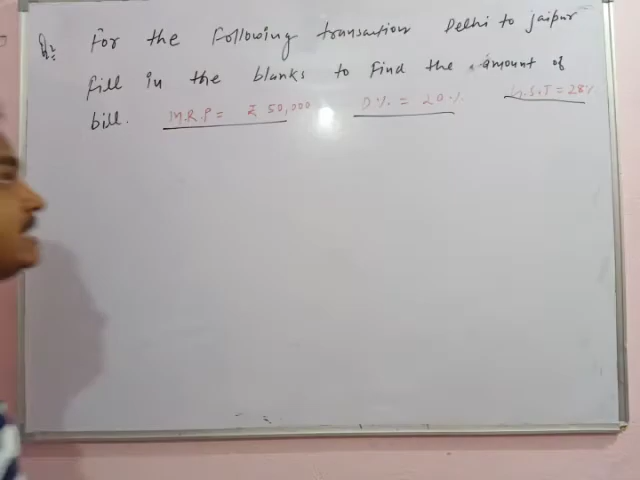 Q2 For the following transaction Delhi to jaipur
fill in the blanks to find the amount of
bill. M.R.P = ₹ 50,000 D% = 20% G.S.T = 28%